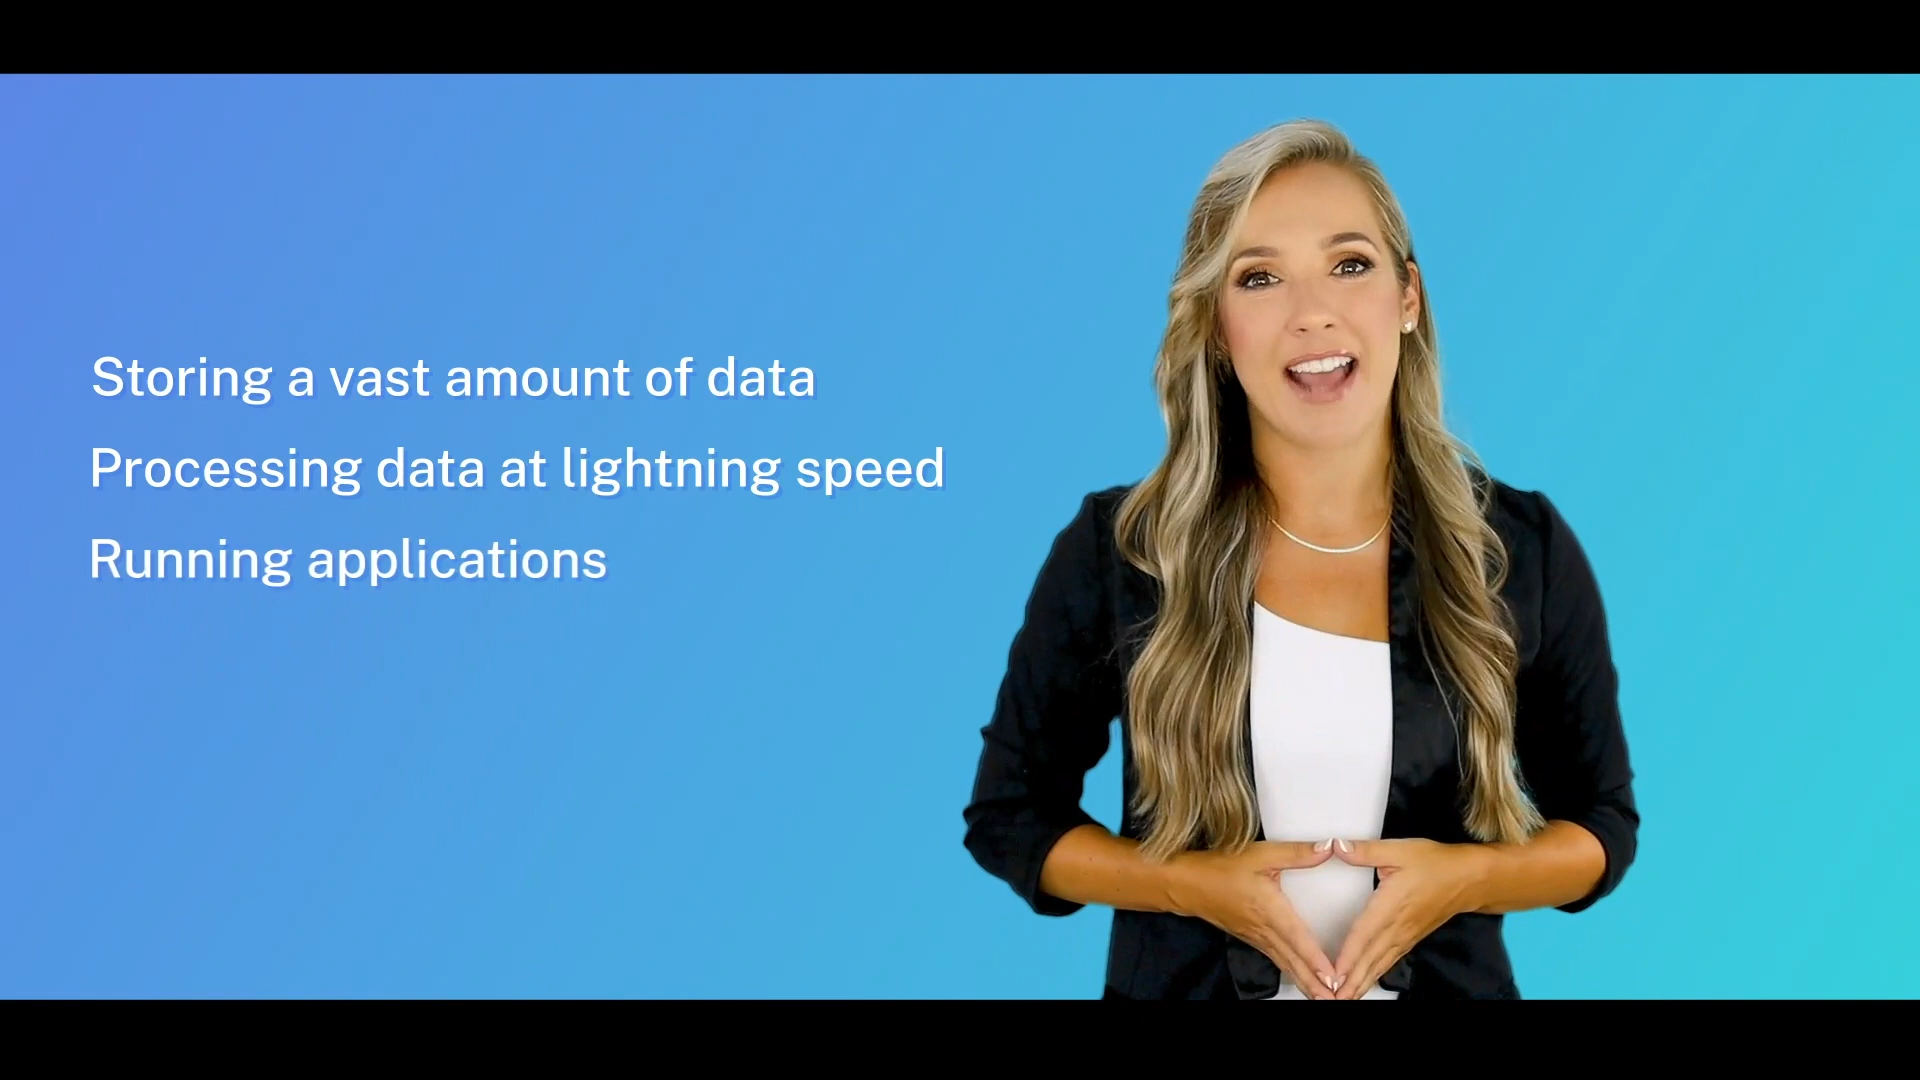 Storing a vast amount of data
Processing data at lightning speed
Running applications